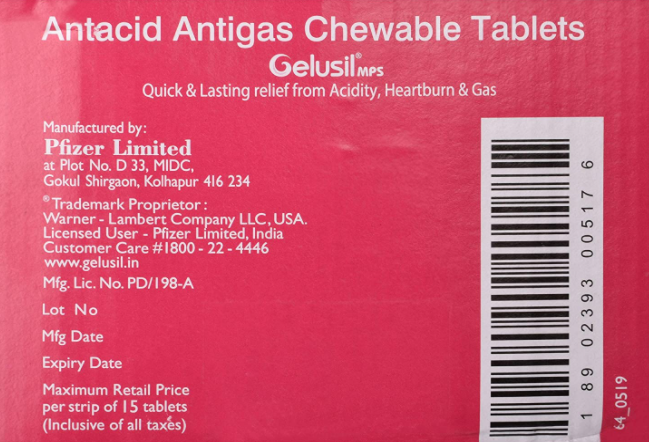 Antacid Antigas Chewable Tablets
Gelusil® MPS
Quick & Lasting relief from Acidity, Heartburn & Gas
Manufactured by:
Pfizer Limited
at Plot No. D 33, MIDC,
Gokul Shirgaon, Kolhapur 416 234
® Trademark Proprietor:
Warner - Lambert Company LLC, USA.
Licensed User - Pfizer Limited, India
Customer Care #1800 - 22 - 4446
www.gelusil.in
Mfg. Lic. No. PD/198-A
Lot No
Mfg Date
Expiry Date
Maximum Retail Price
per strip of 15 tablets
(Inclusive of all taxes)
1 89 02393 00517 6
64_0519